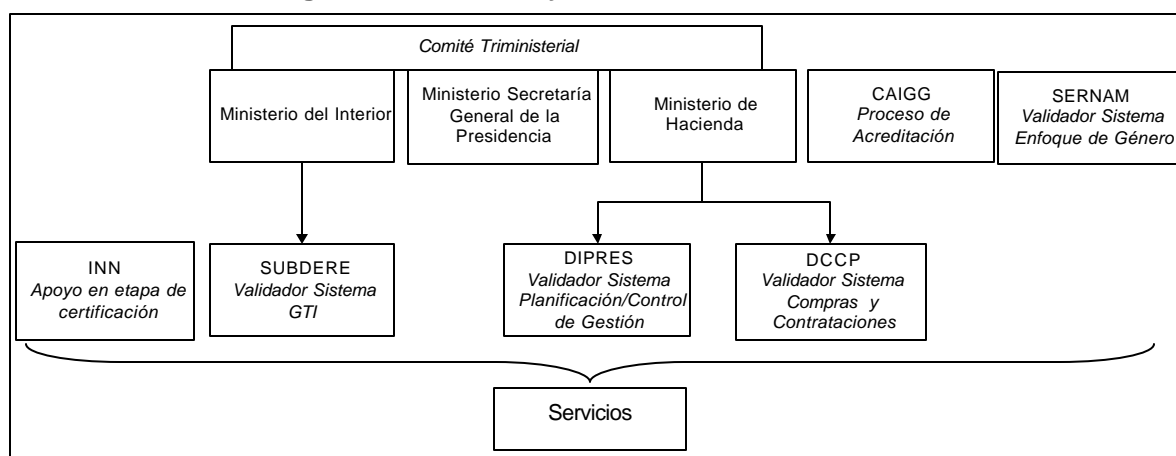 Comité Triministerial
Ministerio del Interior
Ministerio Secretaría
General de la
Presidencia
Ministerio de
Hacienda
CAIGG
Proceso de
Acreditación
SERNAM
Validador Sistema
Enfoque de Género
INN
Apoyo en etapa de
certificación
SUBDERE
Validador Sistema
GTI
DIPRES
Validador Sistema
Planificación/Control
de Gestión
DCCP
Validador Sistema
Compras y
Contrataciones
Servicios